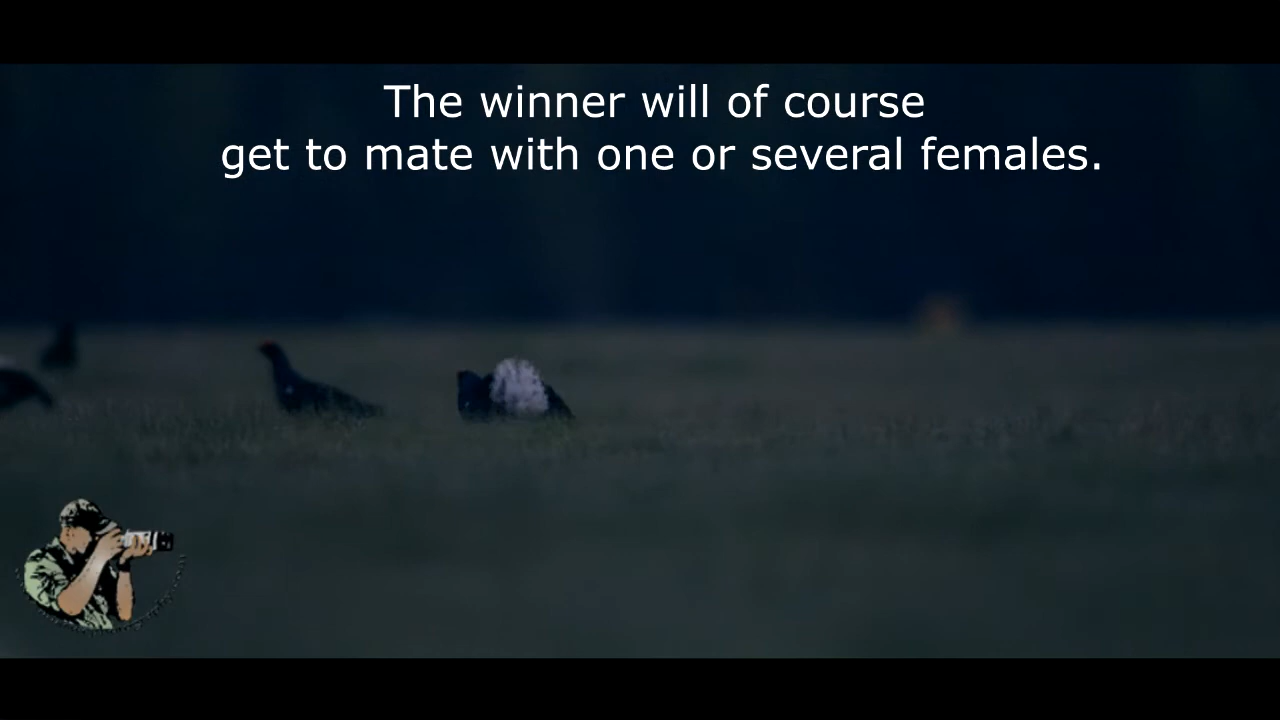 The winner will of course
get to mate with one or several females.